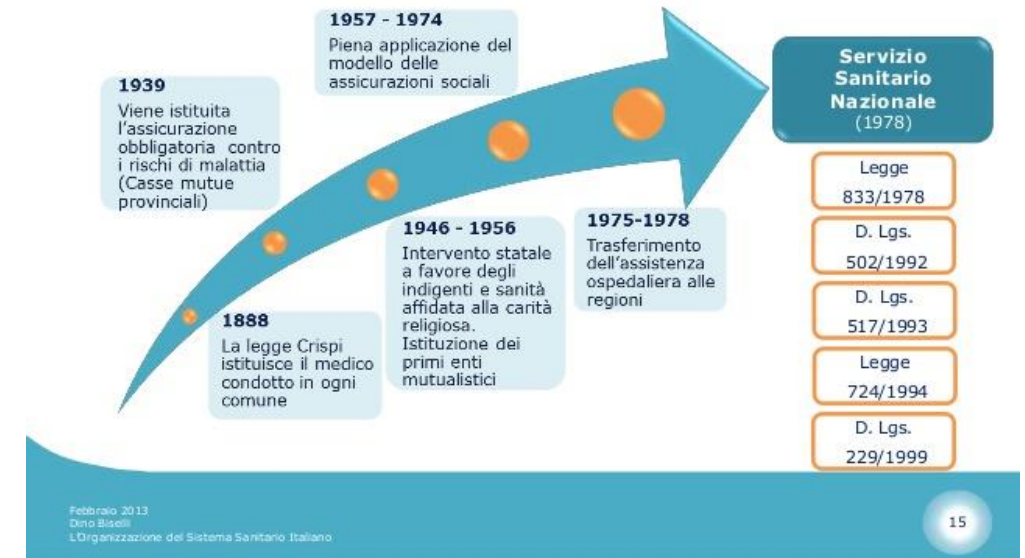 1957 - 1974
Piena applicazione del
modello delle
assicurazioni sociali
1939
Viene istituita
l'assicurazione
obbligatoria contro
i rischi di malattia
(Casse mutue
provinciali)
1946 - 1956
Intervento statale
a favore degli
indigenti e sanità
affidata alla carità
religiosa.
Istituzione dei
primi enti
mutualistici
1975-1978
Trasferimento
dell'assistenza
ospedaliera alle
regioni
1888
La legge Crispi
istituisce il medico
condotto in ogni
comune
Servizio
Sanitario
Nazionale
(1978)
Legge
833/1978
D. Lgs.
502/1992
D. Lgs.
517/1993
Legge
724/1994
D. Lgs.
229/1999
Febbraio 2013
Dino Biselli
L'Organizzazione del Sistema Sanitario Italiano
15